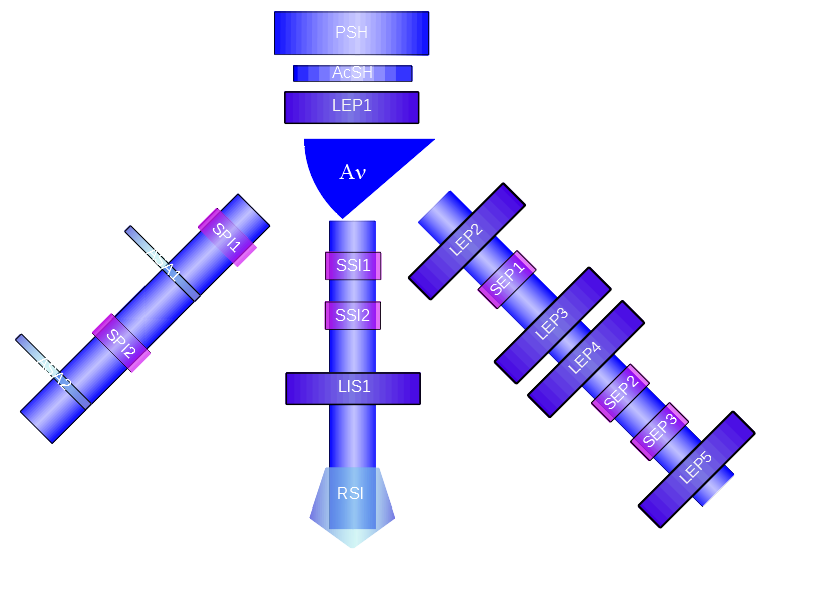 PSH
AcSH
LEP1
Aν
SPI1
SPI2
SSI1
SSI2
LIS1
RSI
LEP2
SEP1
LEP3
LEP4
SEP2
SEP3
LEP5